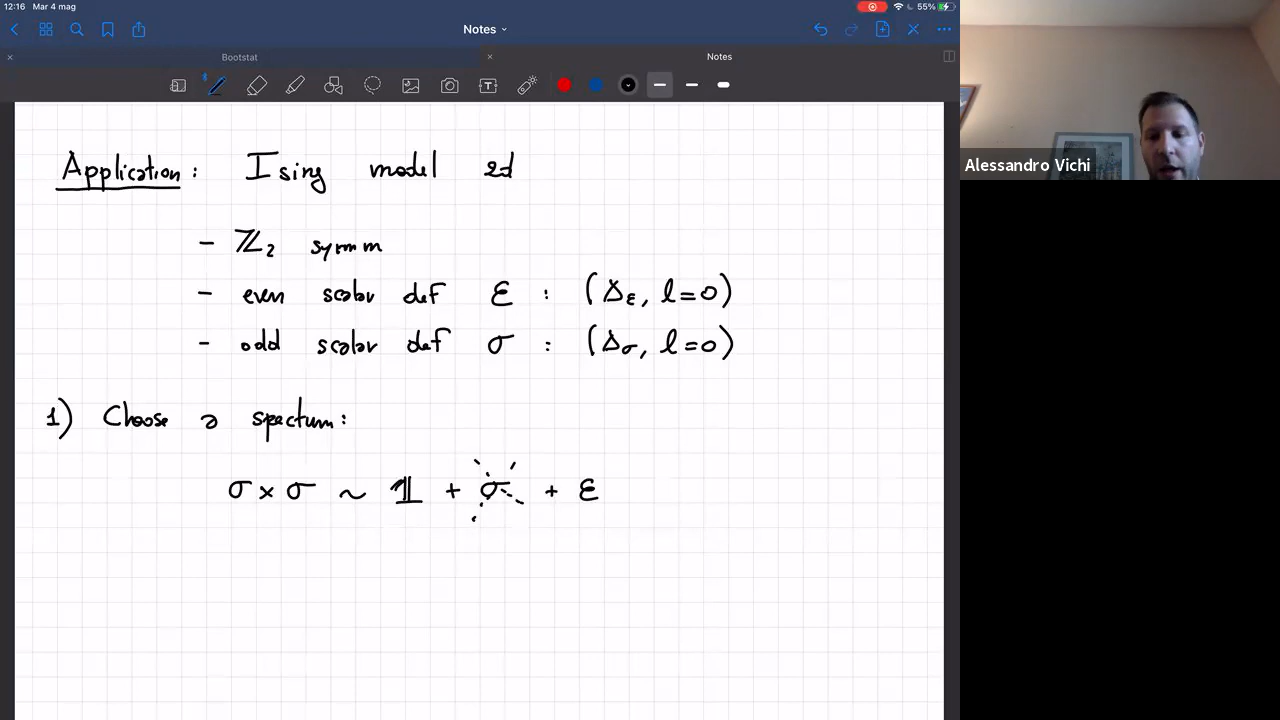 12:16 Mar 4 mag 55%
Notes
Bootstat Notes
Alessandro Vichi
Application: Ising model 2d
- ℤ₂ symm
- even scalar def ε : (Δ_ε, l=0)
- odd scalar def σ : (Δ_σ, l=0)
1) Choose a spectum:
σ × σ ~ 𝟙 + σ + ε